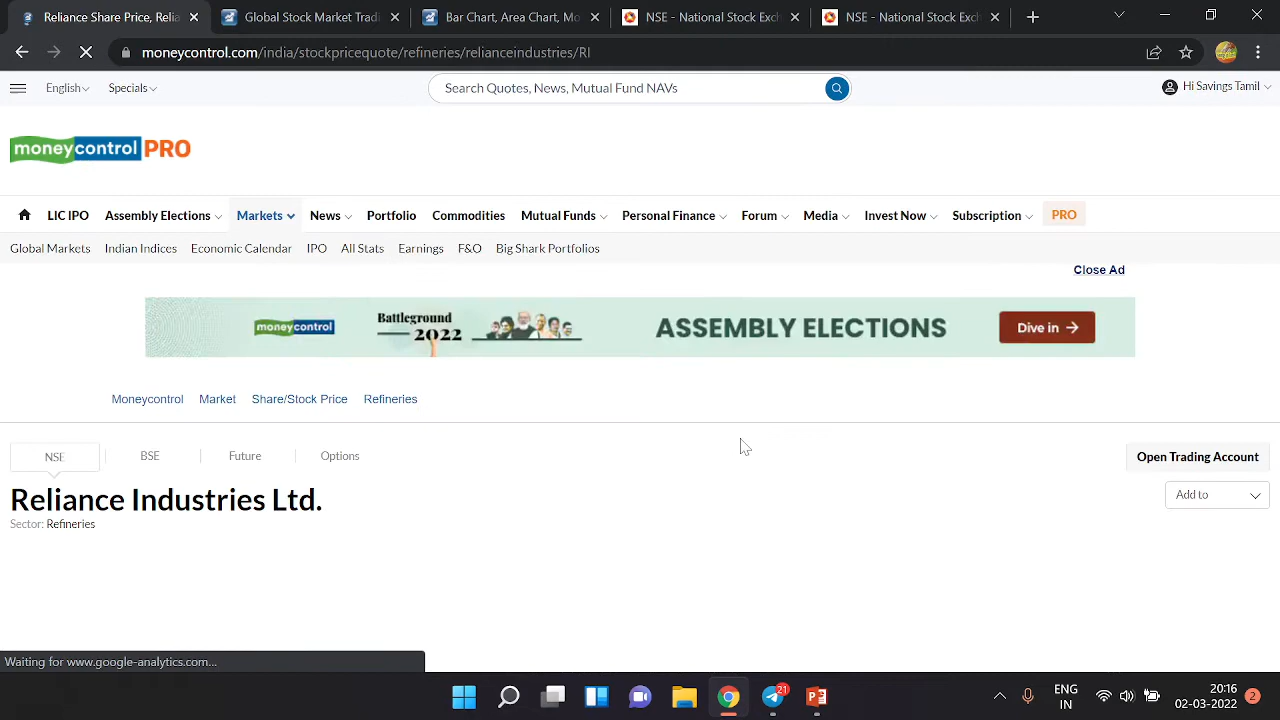 Reliance Share Price, Relia
Global Stock Market Tradi
Bar Chart, Area Chart, Mo
NSE - National Stock Exch
NSE - National Stock Exch
moneycontrol.com/india/stockpricequote/refineries/relianceindustries/RI
English
Specials
Search Quotes, News, Mutual Fund NAVs
Hi Savings Tamil
moneycontrol PRO
LIC IPO
Assembly Elections
Markets
News
Portfolio
Commodities
Mutual Funds
Personal Finance
Forum
Media
Invest Now
Subscription
PRO
Global Markets
Indian Indices
Economic Calendar
IPO
All Stats
Earnings
F&O
Big Shark Portfolios
Close Ad
moneycontrol
Battleground
2022
ASSEMBLY ELECTIONS
Dive in →
Moneycontrol
Market
Share/Stock Price
Refineries
NSE
BSE
Future
Options
Open Trading Account
Reliance Industries Ltd.
Add to
Sector: Refineries
Waiting for www.google-analytics.com...
21
ENG
IN
20:16
02-03-2022
2